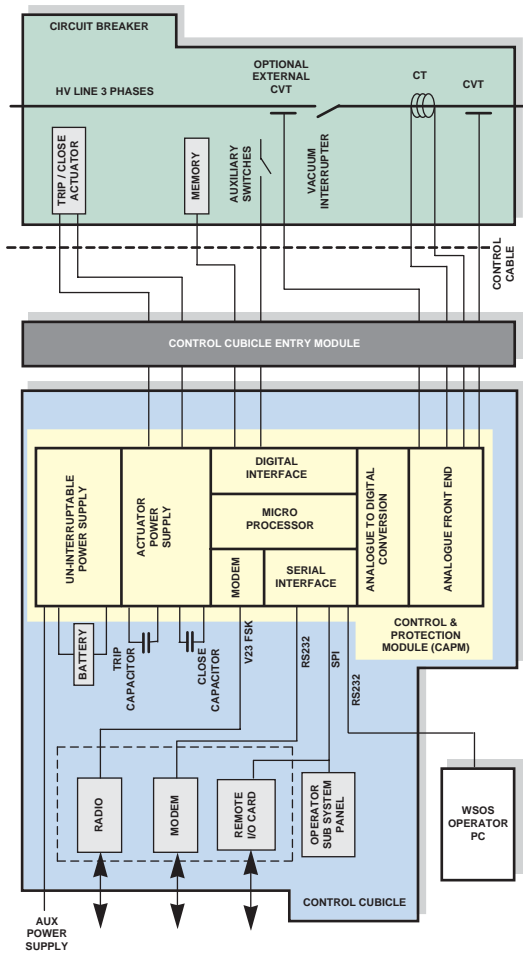 CIRCUIT BREAKER
HV LINE 3 PHASES
OPTIONAL
EXTERNAL
CVT
CT
CVT
TRIP / CLOSE
ACTUATOR
MEMORY
AUXILIARY
SWITCHES
VACUUM
INTERRUPTER
CONTROL
CABLE
CONTROL CUBICLE ENTRY MODULE
UN-INTERRUPTABLE
POWER SUPPLY
ACTUATOR
POWER
SUPPLY
DIGITAL
INTERFACE
MICRO
PROCESSOR
MODEM
SERIAL
INTERFACE
ANALOGUE TO DIGITAL
CONVERSION
ANALOGUE FRONT END
CONTROL &
PROTECTION
MODULE (CAPM)
BATTERY
TRIP
CAPACITOR
CLOSE
CAPACITOR
V23 FSK
RS232
SPI
RS232
RADIO
MODEM
REMOTE
I/O CARD
OPERATOR
SUB SYSTEM
PANEL
WSOS
OPERATOR
PC
CONTROL CUBICLE
AUX
POWER
SUPPLY